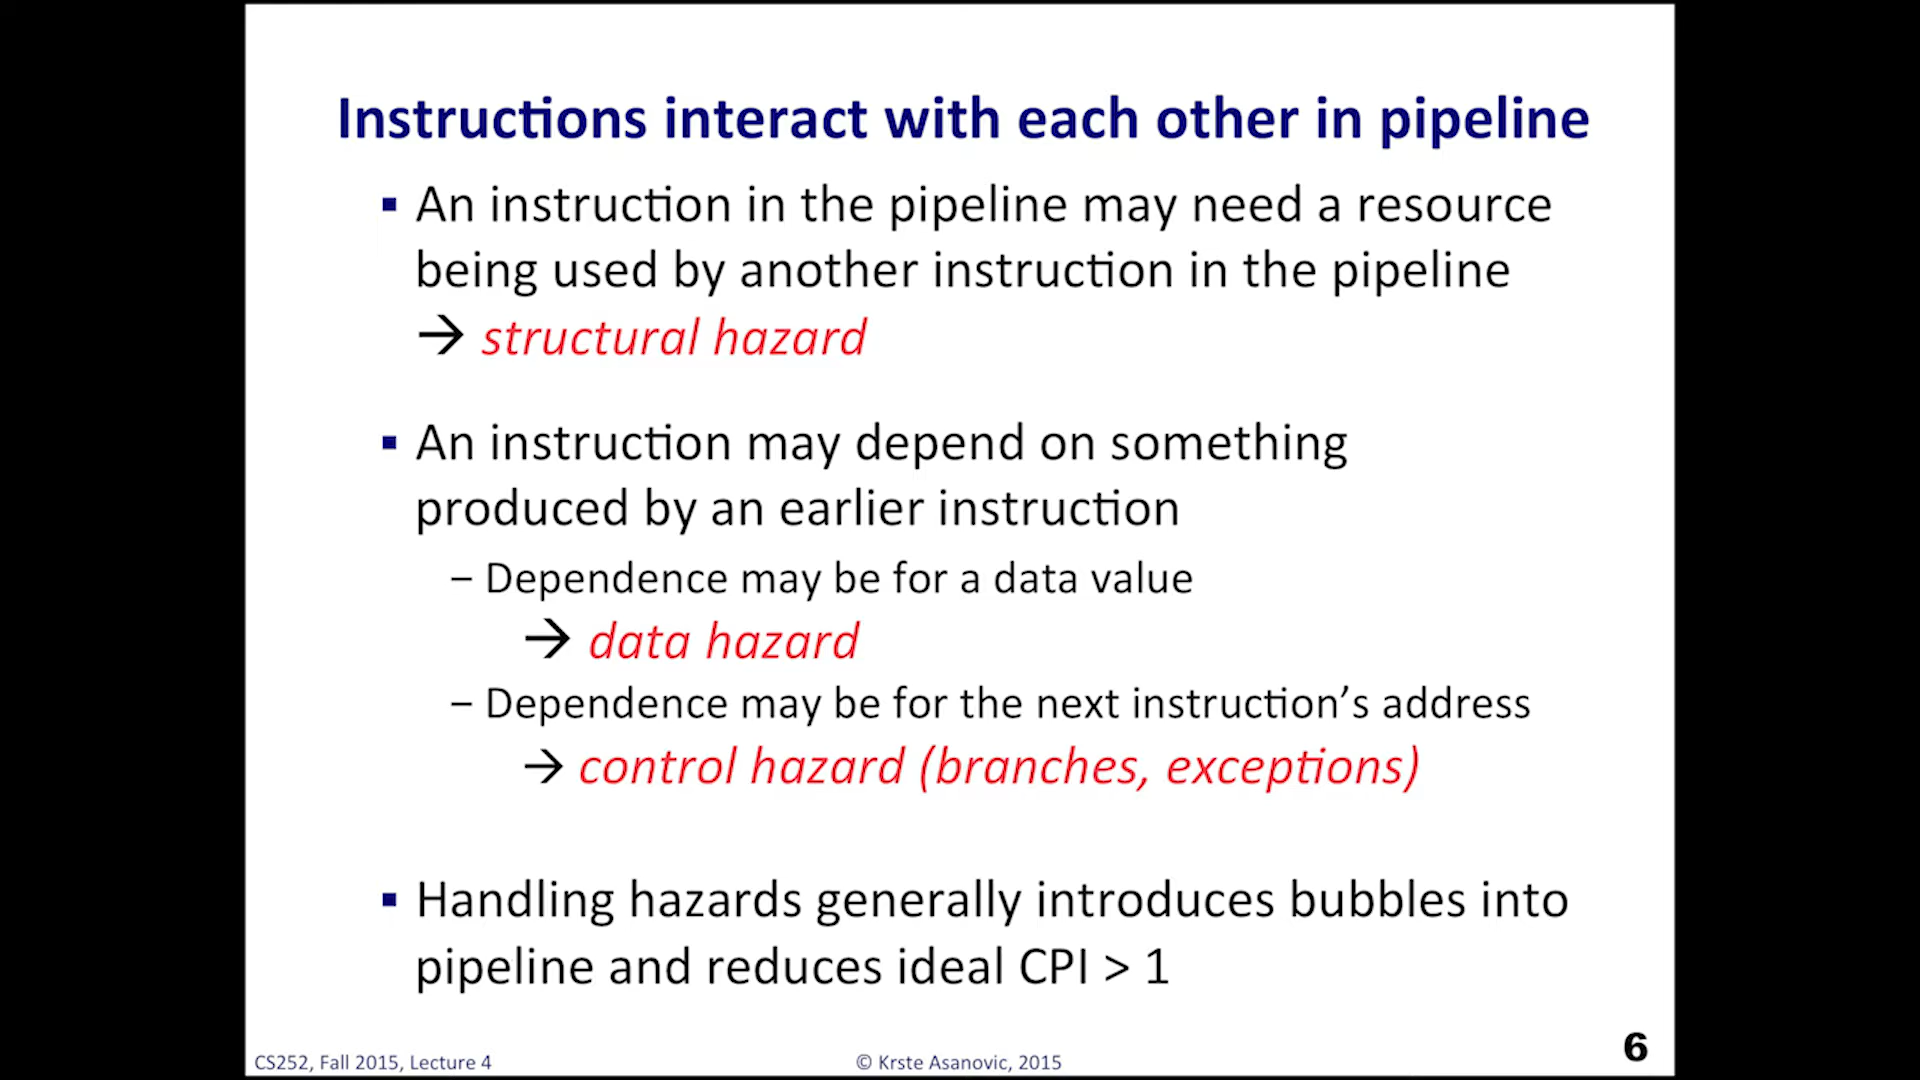 Instructions interact with each other in pipeline
▪ An instruction in the pipeline may need a resource
being used by another instruction in the pipeline
→ structural hazard
▪ An instruction may depend on something
produced by an earlier instruction
– Dependence may be for a data value
→ data hazard
– Dependence may be for the next instruction’s address
→ control hazard (branches, exceptions)
▪ Handling hazards generally introduces bubbles into
pipeline and reduces ideal CPI > 1
CS252, Fall 2015, Lecture 4
© Krste Asanovic, 2015
6